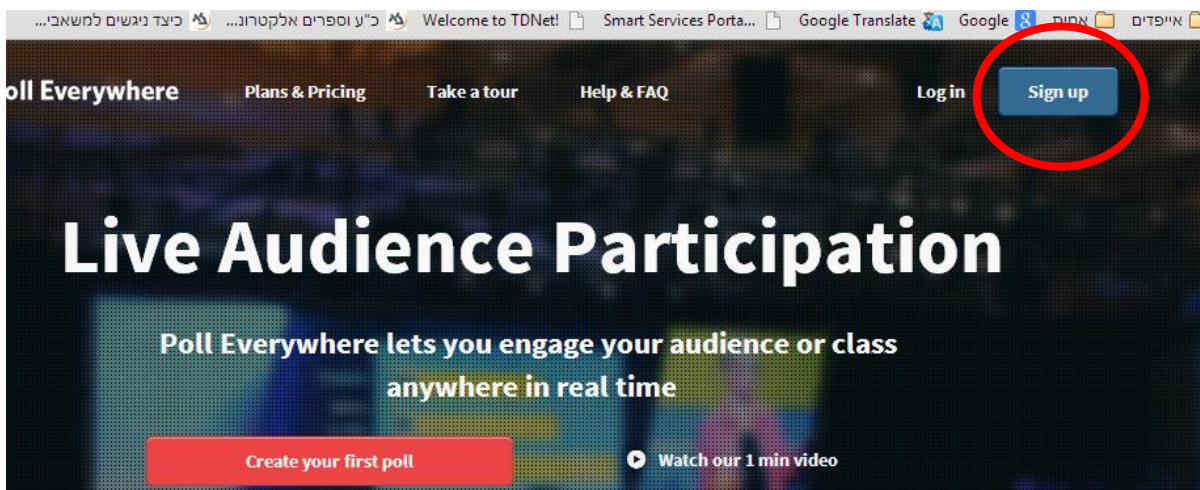 אייפדים אחיות Google Google Translate Smart Services Porta... Welcome to TDNet! כ"ע וספרים אלקטרונ... כיצד ניגשים למשאבי...
oll Everywhere Plans & Pricing Take a tour Help & FAQ Log in Sign up
Live Audience Participation
Poll Everywhere lets you engage your audience or class
anywhere in real time
Create your first poll Watch our 1 min video